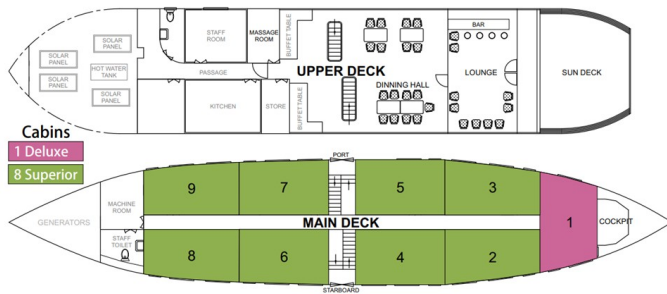 SOLAR
PANEL
SOLAR
PANEL
SOLAR
PANEL
SOLAR
PANEL
HOT WATER
TANK
STAFF
ROOM
MASSAGE
ROOM
BUFFET TABLE
PASSAGE
KITCHEN
STORE
BUFFET TABLE
UPPER DECK
DINNING HALL
BAR
LOUNGE
SUN DECK
Cabins
1 Deluxe
8 Superior
PORT
GENERATORS
MACHINE
ROOM
STAFF
TOILET
9
7
5
3
MAIN DECK
1
COCKPIT
8
6
4
2
STARBOARD